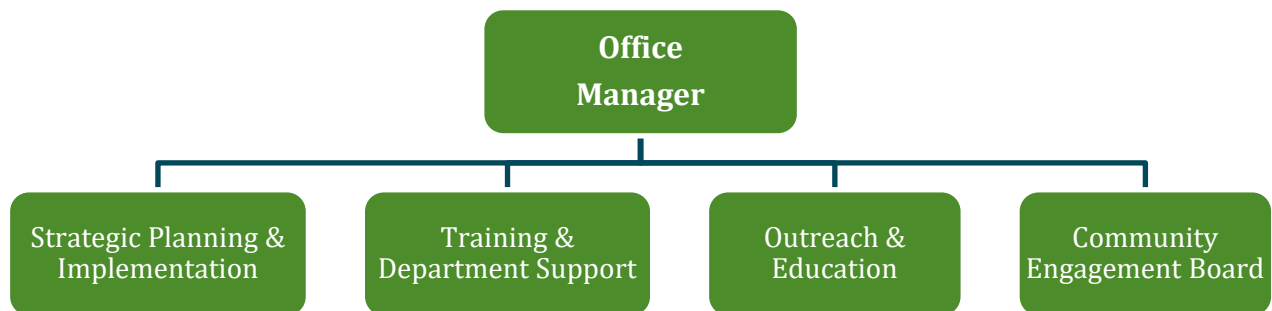 Office
Manager
Strategic Planning &
Implementation
Training &
Department Support
Outreach &
Education
Community
Engagement Board